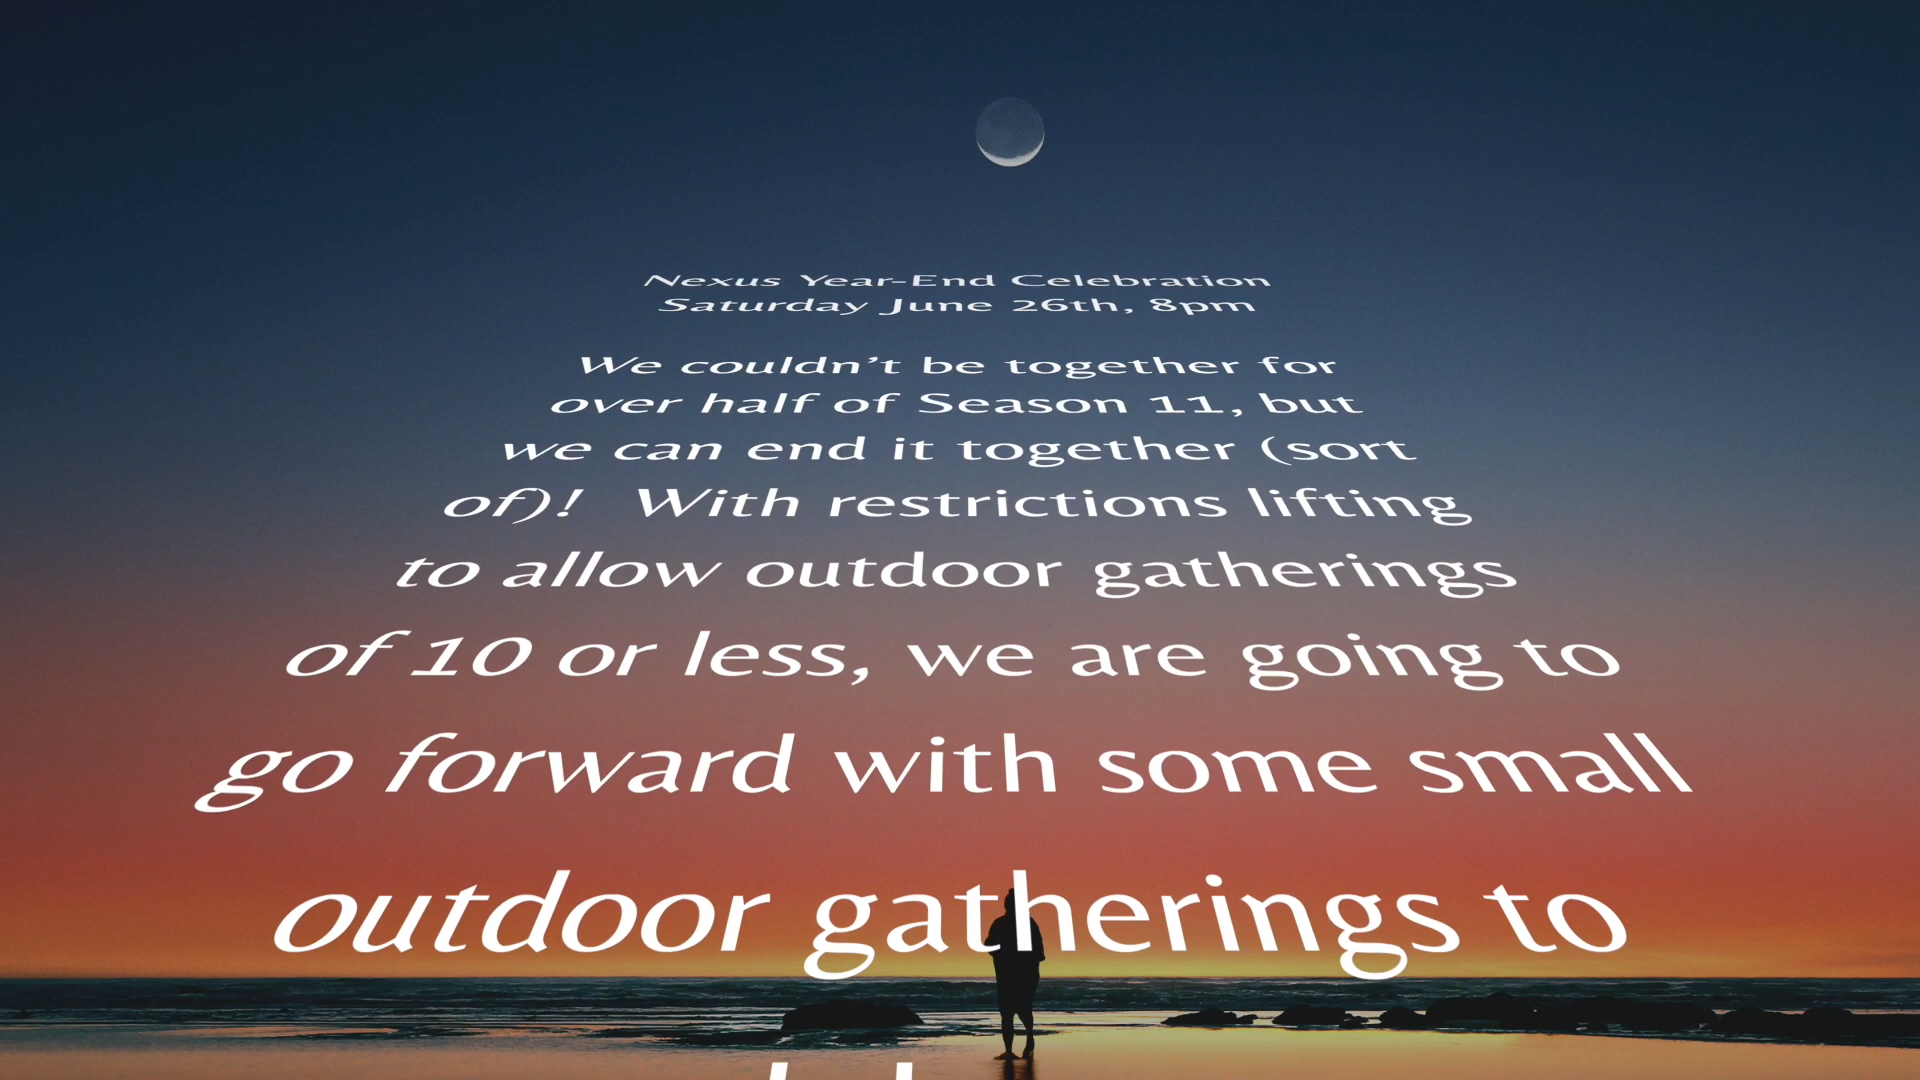 Nexus Year-End Celebration
Saturday June 26th, 8pm
We couldn’t be together for
over half of Season 11, but
we can end it together (sort
of)!  With restrictions lifting
to allow outdoor gatherings
of 10 or less, we are going to
go forward with some small
outdoor gatherings to